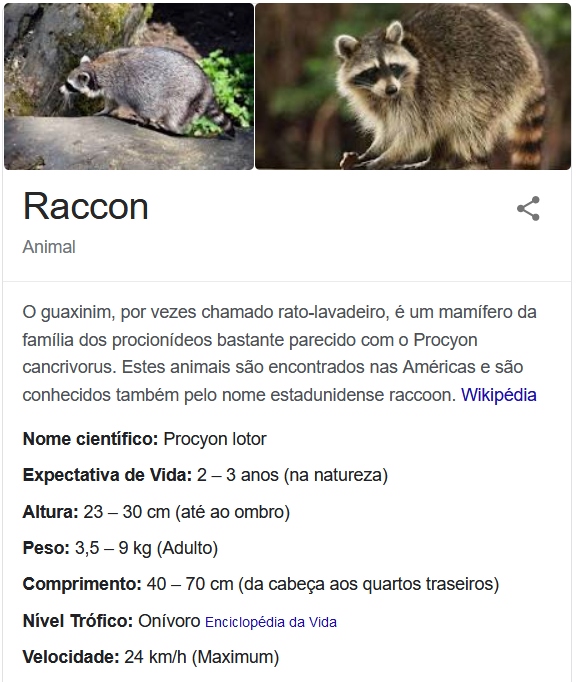 Raccon
Animal
O guaxinim, por vezes chamado rato-lavadeiro, é um mamífero da
família dos procionídeos bastante parecido com o Procyon
cancrivorus. Estes animais são encontrados nas Américas e são
conhecidos também pelo nome estadunidense raccoon. Wikipédia
Nome científico: Procyon lotor
Expectativa de Vida: 2 – 3 anos (na natureza)
Altura: 23 – 30 cm (até ao ombro)
Peso: 3,5 – 9 kg (Adulto)
Comprimento: 40 – 70 cm (da cabeça aos quartos traseiros)
Nível Trófico: Onívoro Enciclopédia da Vida
Velocidade: 24 km/h (Maximum)